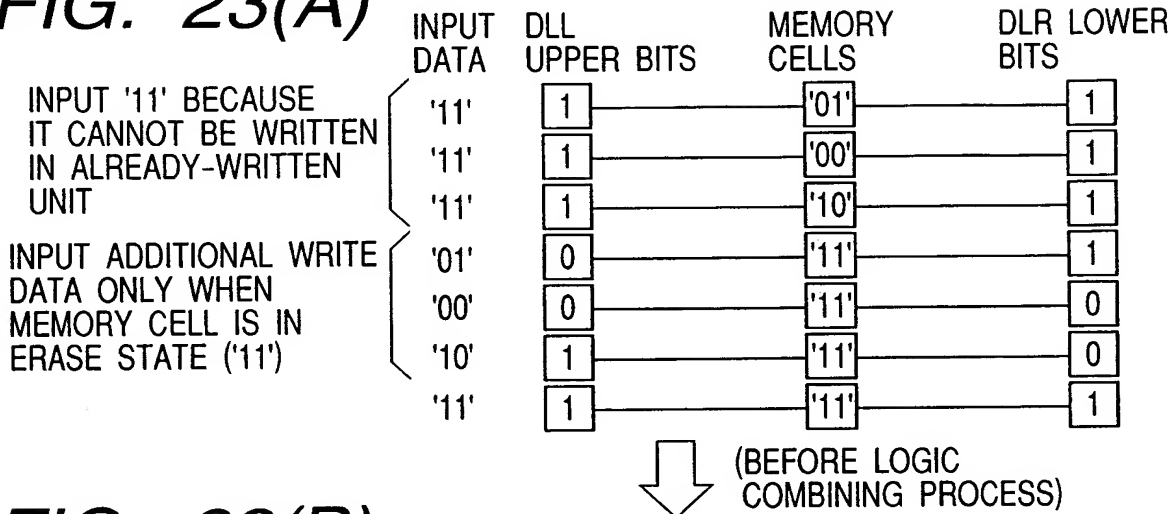 FIG. 23(A)
INPUT DATA
DLL UPPER BITS
MEMORY CELLS
DLR LOWER BITS
INPUT '11' BECAUSE
IT CANNOT BE WRITTEN
IN ALREADY-WRITTEN
UNIT
'11' 1 '01' 1
'11' 1 '00' 1
'11' 1 '10' 1
INPUT ADDITIONAL WRITE
DATA ONLY WHEN
MEMORY CELL IS IN
ERASE STATE ('11')
'01' 0 '11' 1
'00' 0 '11' 0
'10' 1 '11' 0
'11' 1 '11' 1
(BEFORE LOGIC
COMBINING PROCESS)